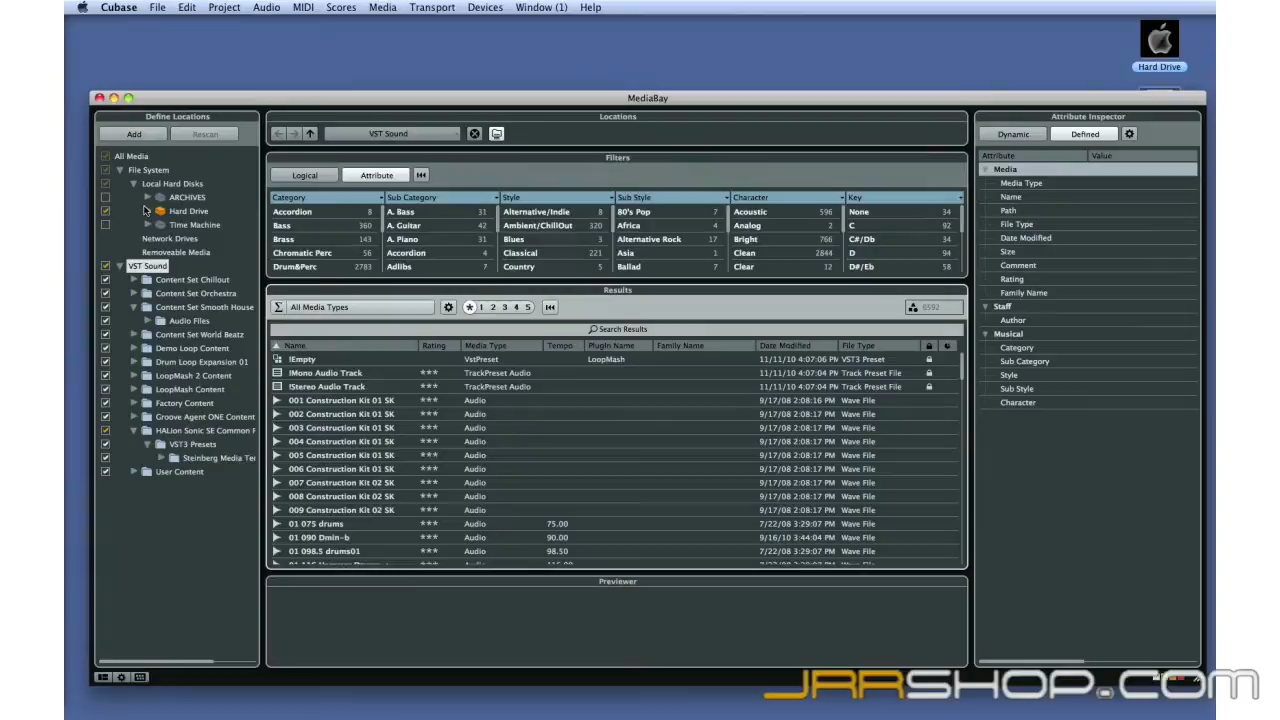 Cubase File Edit Project Audio MIDI Scores Media Transport Devices Window (1) Help
Hard Drive
MediaBay
Define Locations
Add Rescan
All Media
File System
Local Hard Disks
ARCHIVES
Hard Drive
Time Machine
Network Drives
Removeable Media
VST Sound
Content Set Chillout
Content Set Orchestra
Content Set Smooth House
Audio Files
Content Set World Beatz
Demo Loop Content
Drum Loop Expansion 01
LoopMash 2 Content
LoopMash Content
Factory Content
Groove Agent ONE Content
HALion Sonic SE Common F
VST3 Presets
Steinberg Media Te
User Content
Locations
VST Sound
Filters
Logical Attribute
Category Sub Category Style Sub Style Character Key
Accordion 8 A. Bass 31 Alternative/Indie 8 80's Pop 7 Acoustic 596 None 34
Bass 360 A. Guitar 42 Ambient/ChillOut 320 Africa 4 Analog 2 C 92
Brass 143 A. Piano 31 Blues 3 Alternative Rock 17 Bright 766 C#/Db 34
Chromatic Perc 56 Accordion 4 Classical 221 Asia 1 Clean 2844 D 94
Drum&Perc 2783 Adlibs 7 Country 5 Ballad 7 Clear 12 D#/Eb 58
Results
All Media Types 1 2 3 4 5 6592
Search Results
Name Rating Media Type Tempo PlugIn Name Family Name Date Modified File Type
!Empty VstPreset LoopMash 11/11/10 4:07:06 PM VST3 Preset
!Mono Audio Track *** TrackPreset Audio 11/11/10 4:07:04 PM Track Preset File
!Stereo Audio Track *** TrackPreset Audio 11/11/10 4:07:04 PM Track Preset File
001 Construction Kit 01 SK *** Audio 9/17/08 2:08:16 PM Wave File
002 Construction Kit 01 SK *** Audio 9/17/08 2:08:17 PM Wave File
003 Construction Kit 01 SK *** Audio 9/17/08 2:08:17 PM Wave File
004 Construction Kit 01 SK *** Audio 9/17/08 2:08:17 PM Wave File
005 Construction Kit 01 SK *** Audio 9/17/08 2:08:17 PM Wave File
006 Construction Kit 01 SK *** Audio 9/17/08 2:08:17 PM Wave File
007 Construction Kit 02 SK *** Audio 9/17/08 2:08:17 PM Wave File
008 Construction Kit 02 SK *** Audio 9/17/08 2:08:17 PM Wave File
009 Construction Kit 02 SK *** Audio 9/17/08 2:08:17 PM Wave File
01 075 drums *** Audio 75.00 7/22/08 3:29:07 PM Wave File
01 090 Dmin-b *** Audio 90.00 9/16/10 3:44:04 PM Wave File
01 098.5 drums01 *** Audio 98.50 7/22/08 3:29:07 PM Wave File
Previewer
Attribute Inspector
Dynamic Defined
Attribute Value
Media
Media Type
Name
Path
File Type
Date Modified
Size
Comment
Rating
Family Name
Staff
Author
Musical
Category
Sub Category
Style
Sub Style
Character
JRRSHOP.COM